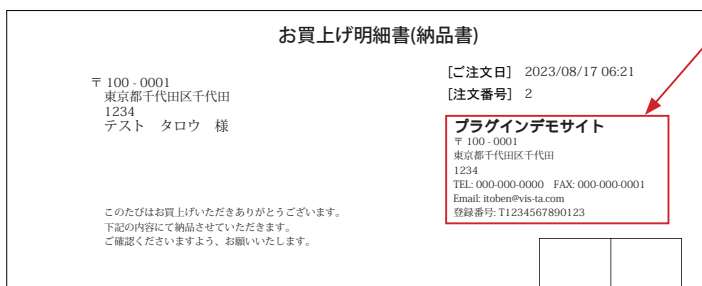 お買上げ明細書(納品書)
〒 100 - 0001
東京都千代田区千代田
1234
テスト　タロウ　様
[ご注文日]　2023/08/17 06:21
[注文番号]　2
プラグインデモサイト
〒 100 - 0001
東京都千代田区千代田
1234
TEL: 000-000-0000　FAX: 000-000-0001
Email: itoben@vis-ta.com
登録番号: T1234567890123
このたびはお買上げいただきありがとうございます。
下記の内容にて納品させていただきます。
ご確認くださいますよう、お願いいたします。